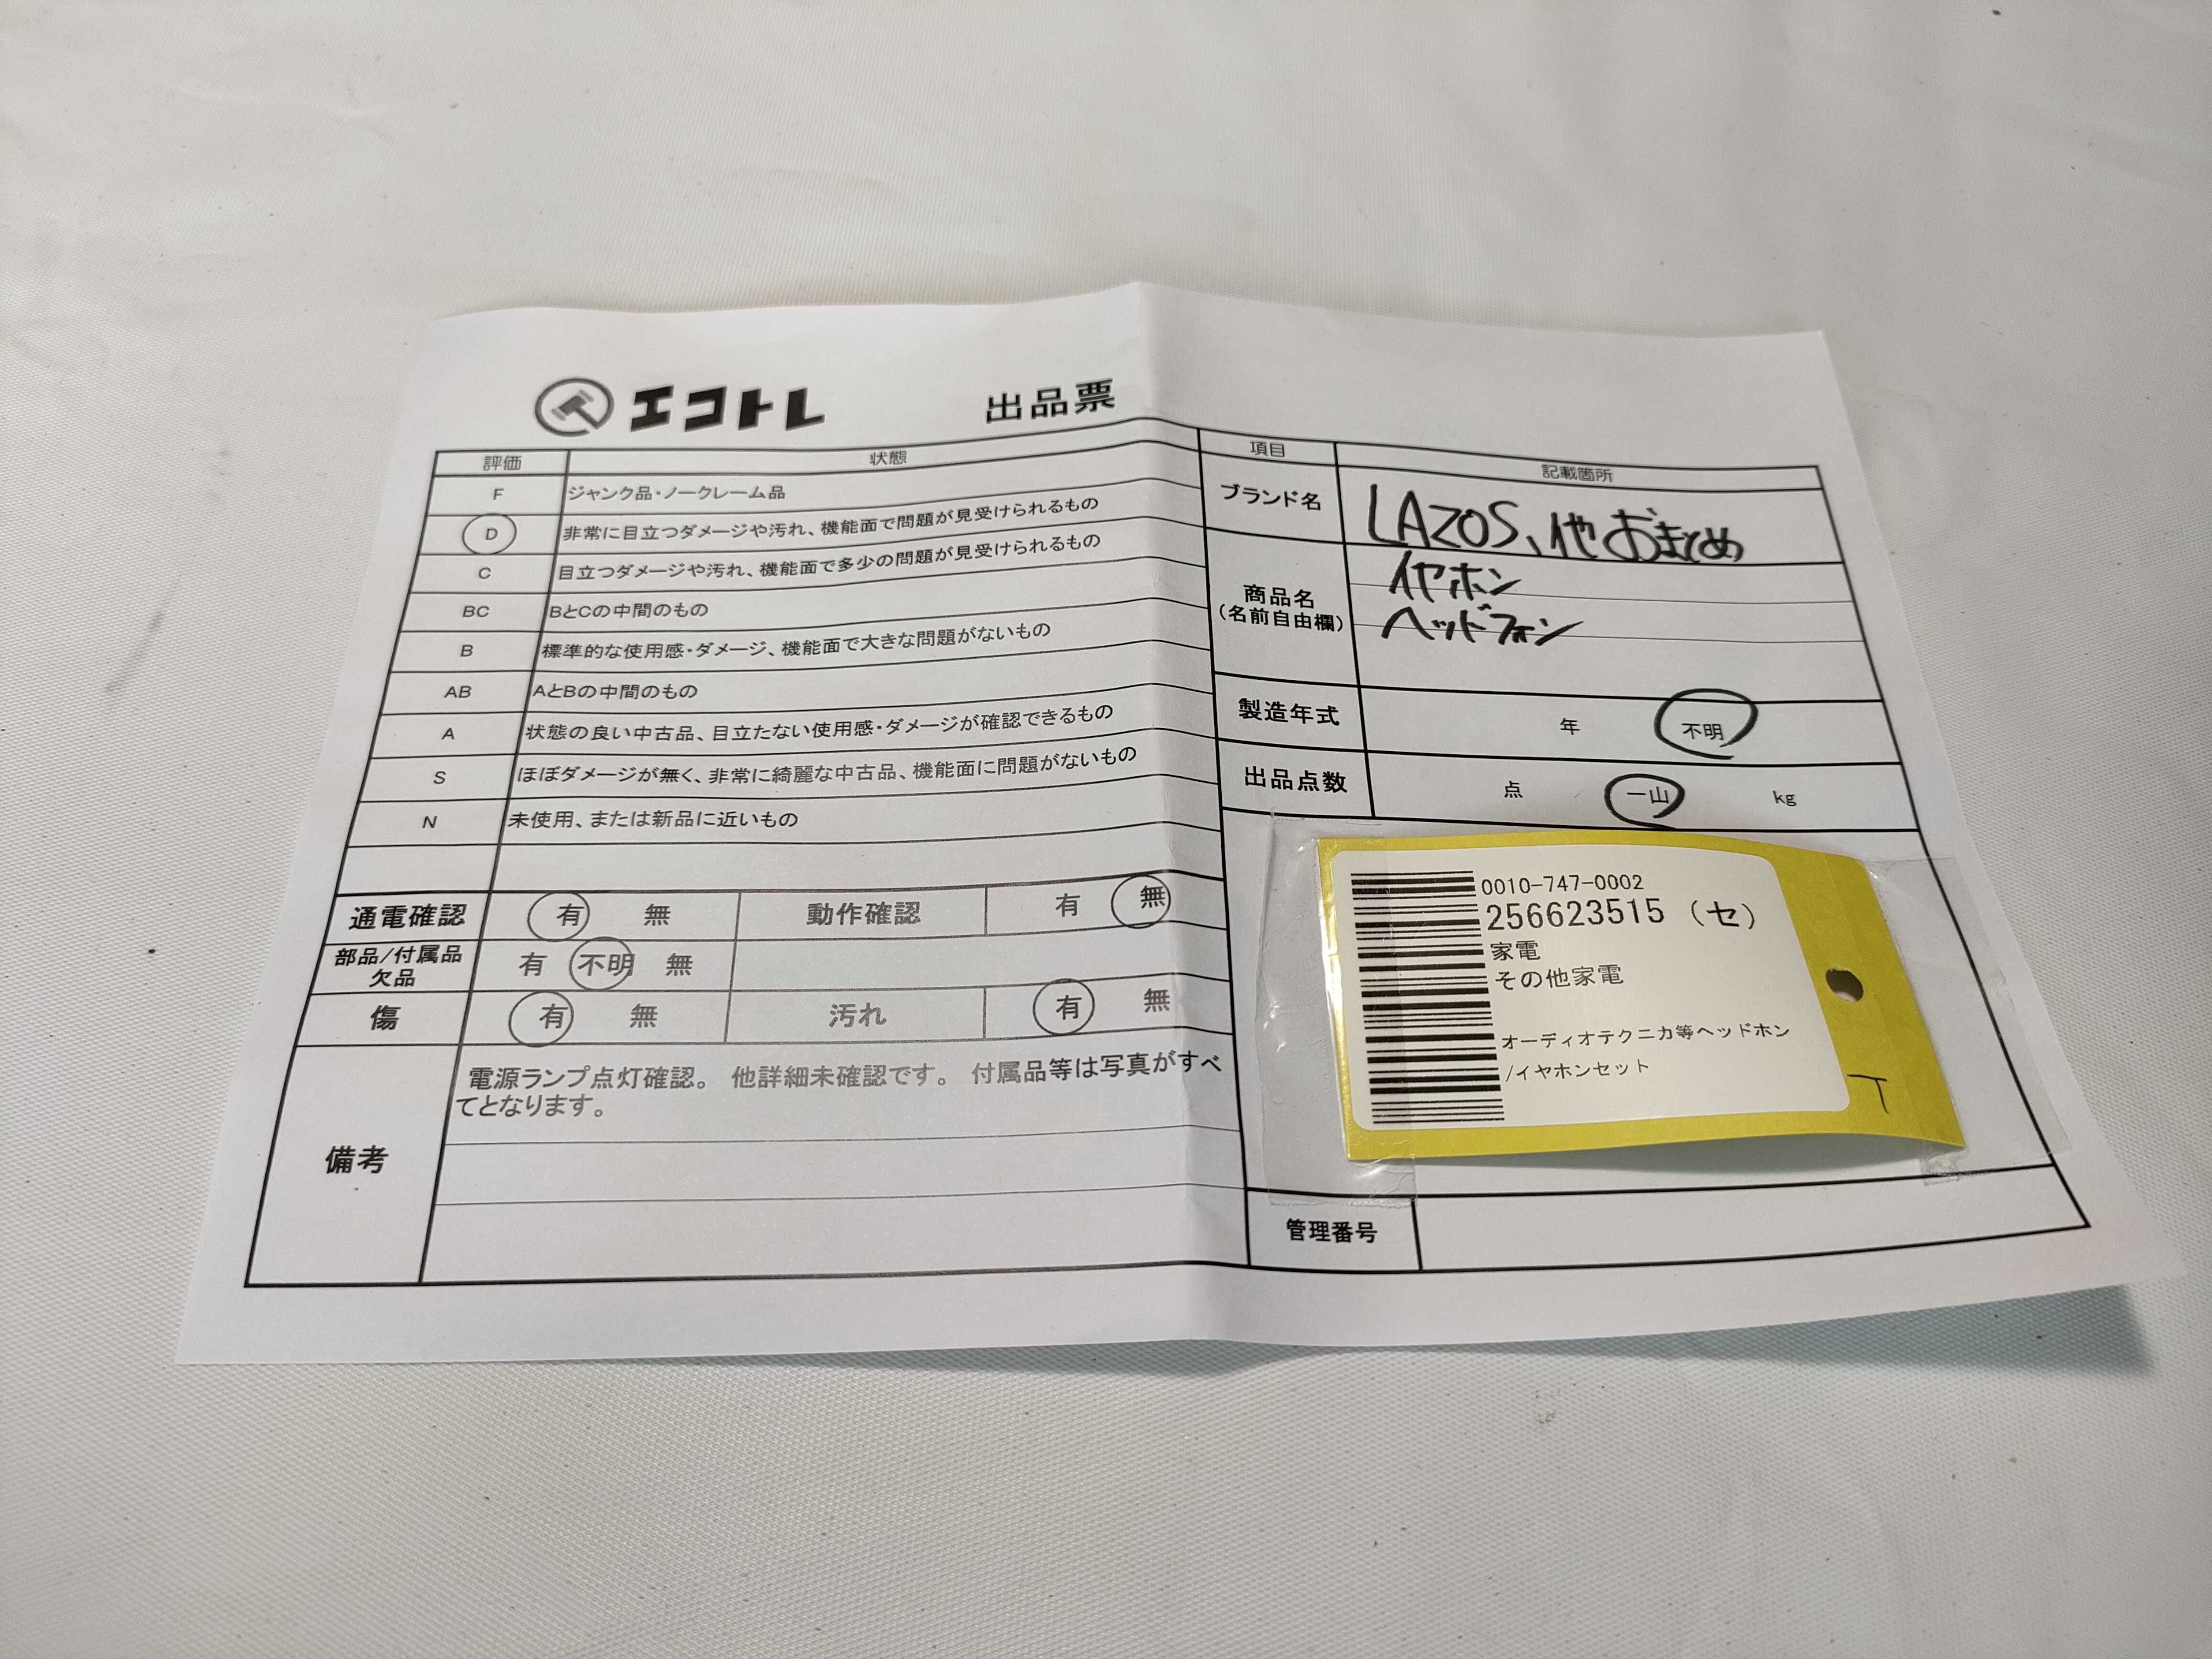 エコトレ
出品票
評価 状態
F ジャンク品・ノークレーム品
D 非常に目立つダメージや汚れ、機能面で問題が見受けられるもの
C 目立つダメージや汚れ、機能面で多少の問題が見受けられるもの
BC BとCの中間のもの
B 標準的な使用感・ダメージ、機能面で大きな問題がないもの
AB AとBの中間のもの
A 状態の良い中古品、目立たない使用感・ダメージが確認できるもの
S ほぼダメージが無く、非常に綺麗な中古品、機能面に問題がないもの
N 未使用、または新品に近いもの
通電確認 有 無 動作確認 有 無
部品/付属品
欠品 有 不明 無
傷 有 無 汚れ 有 無
備考
電源ランプ点灯確認。 他詳細未確認です。 付属品等は写真がすべ
てとなります。
項目 記載箇所
ブランド名 LAZOS、他おまとめ
商品名
(名前自由欄)
イヤホン
ヘッドフォン
製造年式 年 不明
出品点数 点 一山 kg
0010-747-0002
256623515 (セ)
家電
その他家電
オーディオテクニカ等ヘッドホン
/イヤホンセット
T
管理番号